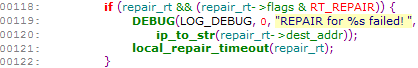 00118: if (repair_rt && (repair_rt->flags & RT_REPAIR)) {
00119: DEBUG(LOG_DEBUG, 0, "REPAIR for %s failed!",
00120: ip_to_str(repair_rt->dest_addr));
00121: local_repair_timeout(repair_rt);
00122: }